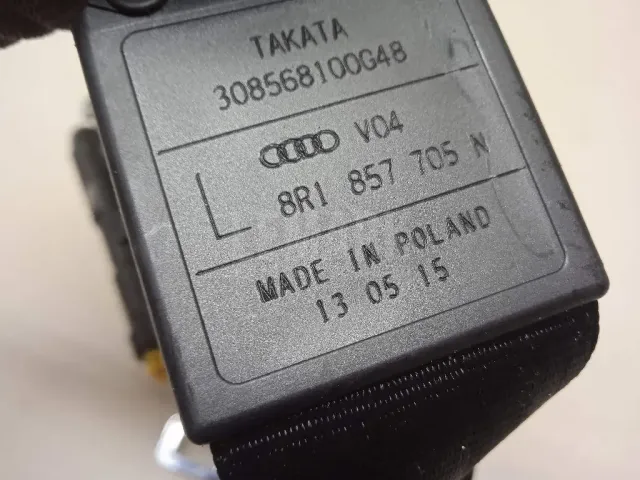 TAKATA
308568100G48
V04
L
8R1 857 705 N
MADE IN POLAND
13 05 15